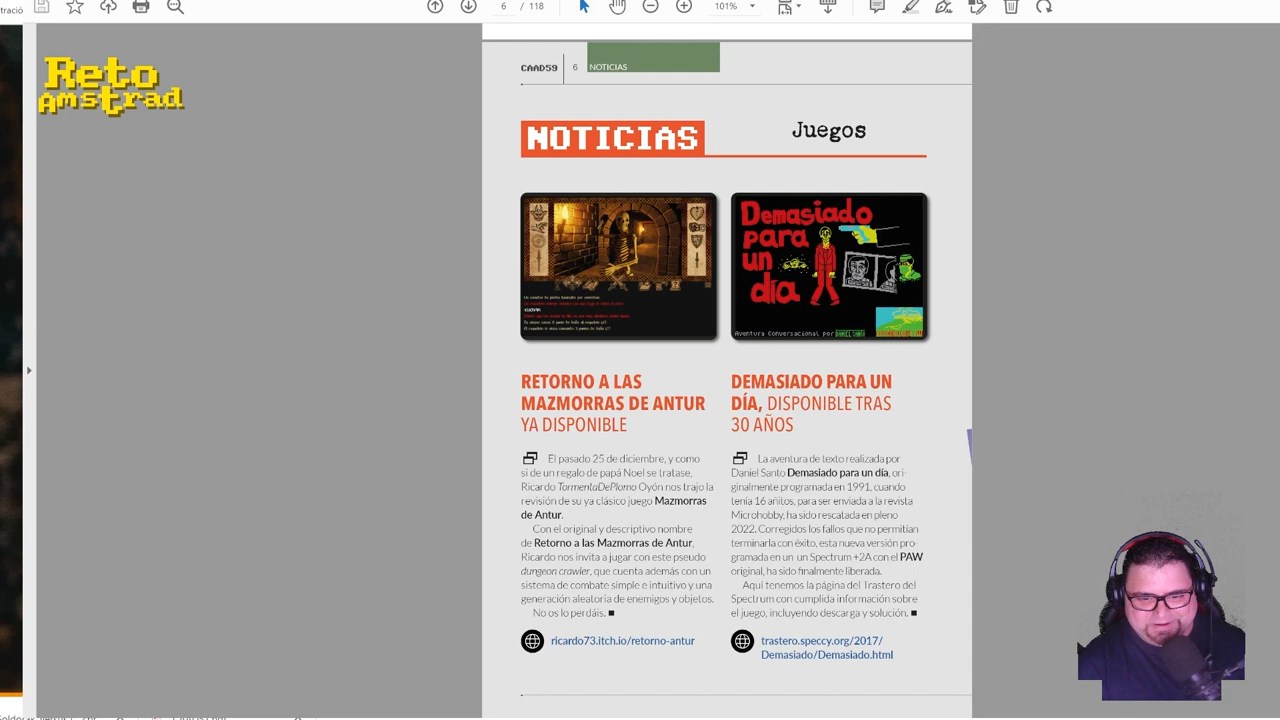 tració
6 / 118
101%
Reto
Amstrad
CAAD59 6 NOTICIAS
NOTICIAS
Juegos
Demasiado
para
un
día
Aventura Conversacional por DANIEL SANTO
RETORNO A LAS
MAZMORRAS DE ANTUR
YA DISPONIBLE
El pasado 25 de diciembre, y como
si de un regalo de papá Noel se tratase,
Ricardo TormentaDePlomo Oyón nos trajo la
revisión de su ya clásico juego Mazmorras
de Antur.
Con el original y descriptivo nombre
de Retorno a las Mazmorras de Antur,
Ricardo nos invita a jugar con este pseudo
dungeon crawler, que cuenta además con un
sistema de combate simple e intuitivo y una
generación aleatoria de enemigos y objetos.
No os lo perdáis.
ricardo73.itch.io/retorno-antur
DEMASIADO PARA UN
DÍA, DISPONIBLE TRAS
30 AÑOS
La aventura de texto realizada por
Daniel Santo Demasiado para un día, ori-
ginalmente programada en 1991, cuando
tenía 16 añitos, para ser enviada a la revista
Microhobby, ha sido rescatada en pleno
2022. Corregidos los fallos que no permitían
terminarla con éxito, esta nueva versión pro-
gramada en un un Spectrum +2A con el PAW
original, ha sido finalmente liberada.
Aquí tenemos la página del Trastero del
Spectrum con cumplida información sobre
el juego, incluyendo descarga y solución.
trastero.speccy.org/2017/
Demasiado/Demasiado.html